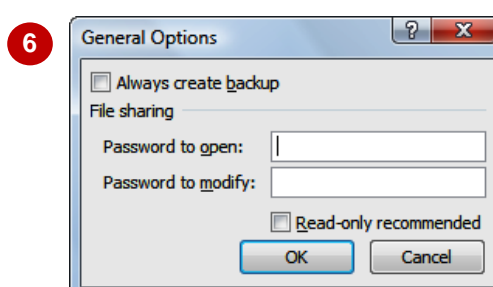 6
General Options
?
X
Always create backup
File sharing
Password to open:
Password to modify:
Read-only recommended
OK Cancel